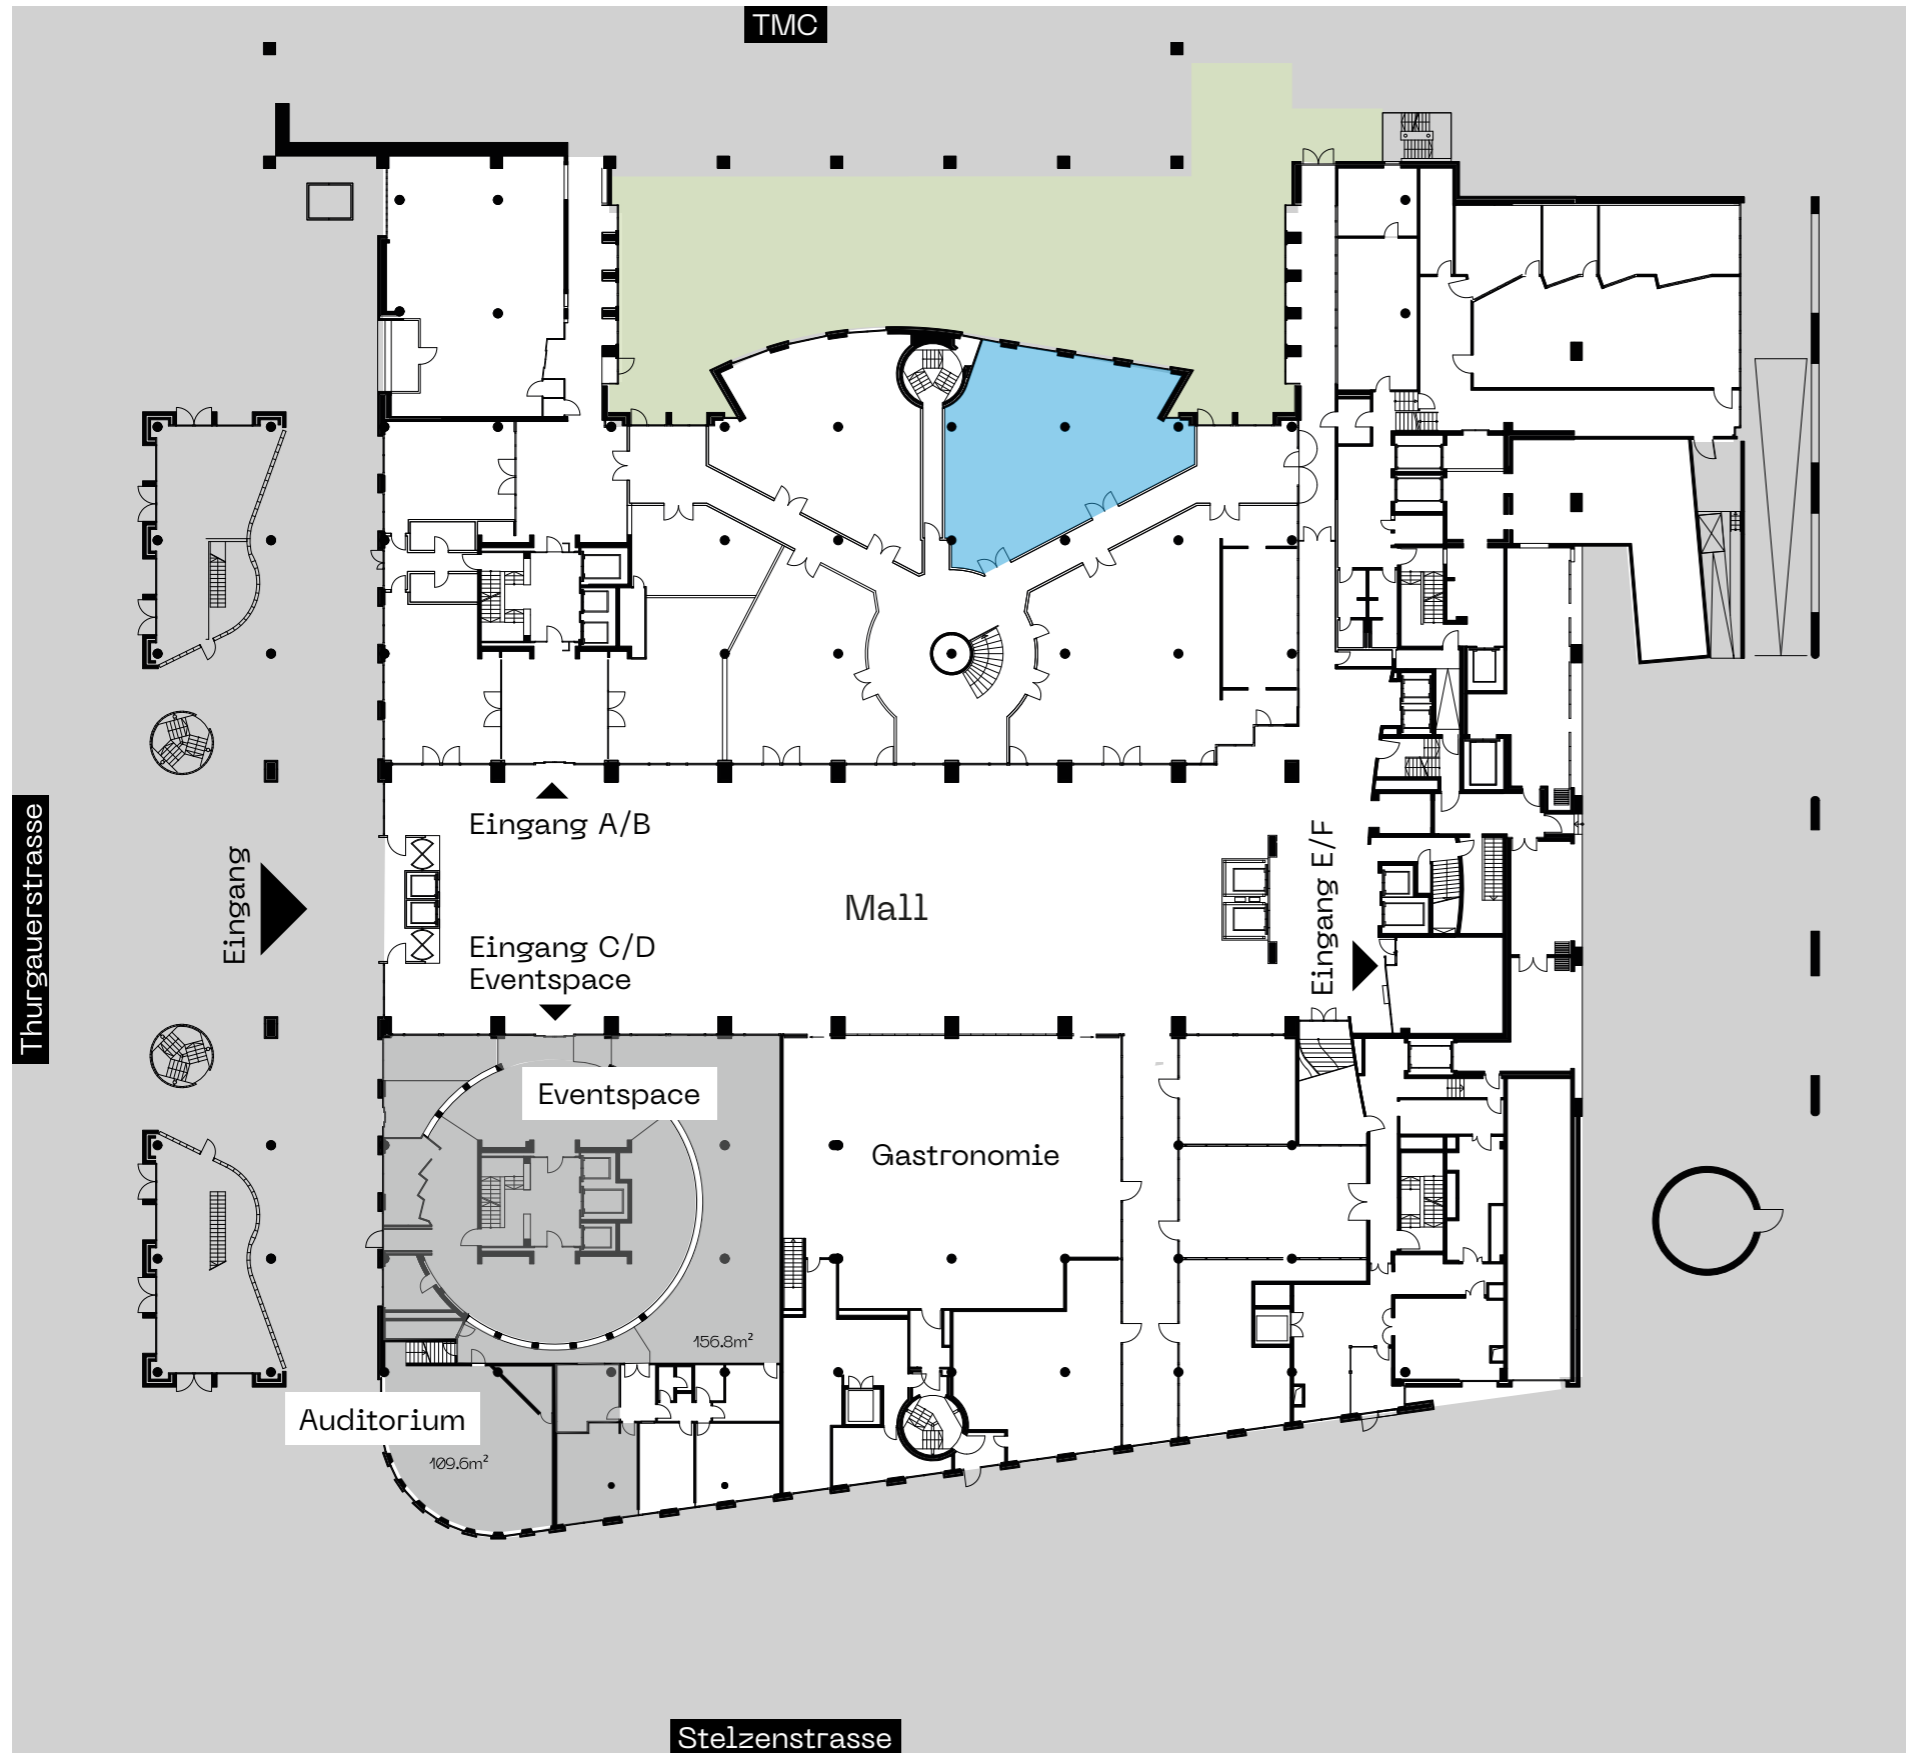 TMC
Eingang A/B
Thurgauerstrasse
Eingang
Mall
Eingang E/F
Eingang C/D
Eventspace
Eventspace
Gastronomie
156.8m²
Auditorium
109.6m²
Stelzenstrasse